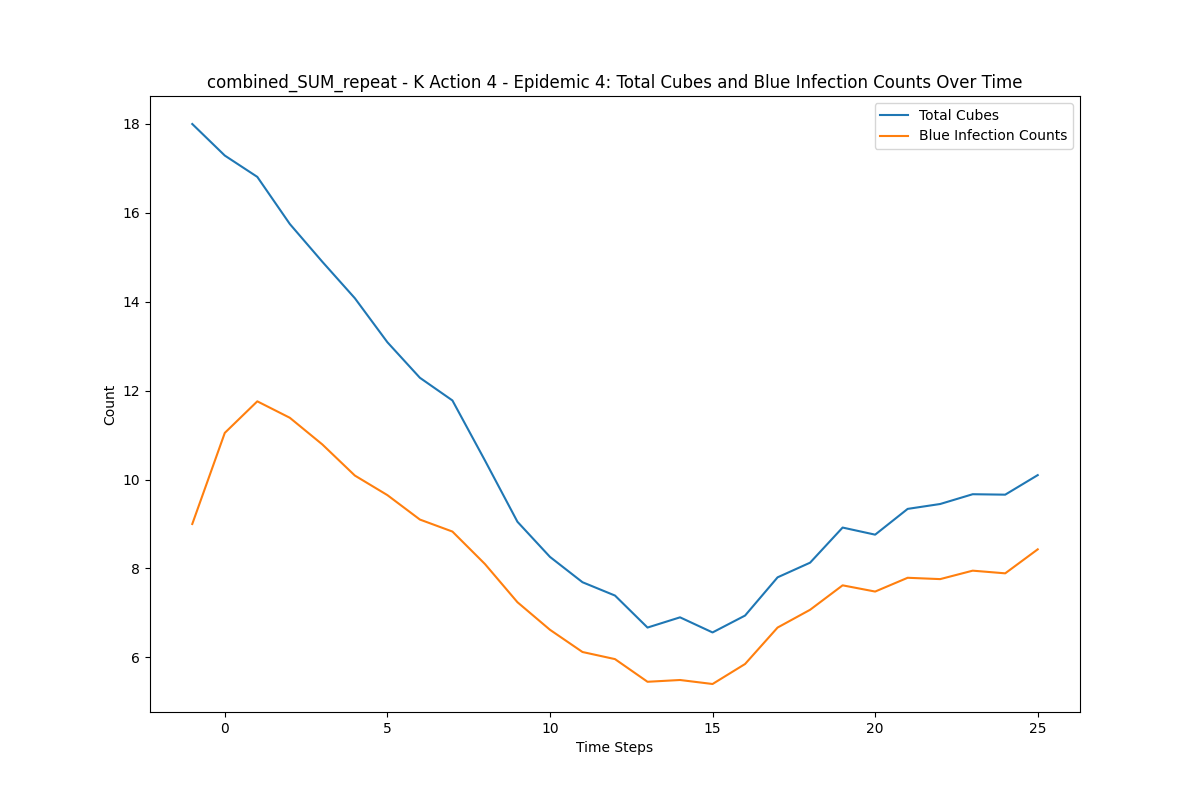 combined_SUM_repeat - K Action 4 - Epidemic 4: Total Cubes and Blue Infection Counts Over Time
Total Cubes
Blue Infection Counts
18
16
14
12
10
8
6
Count
0 5 10 15 20 25
Time Steps